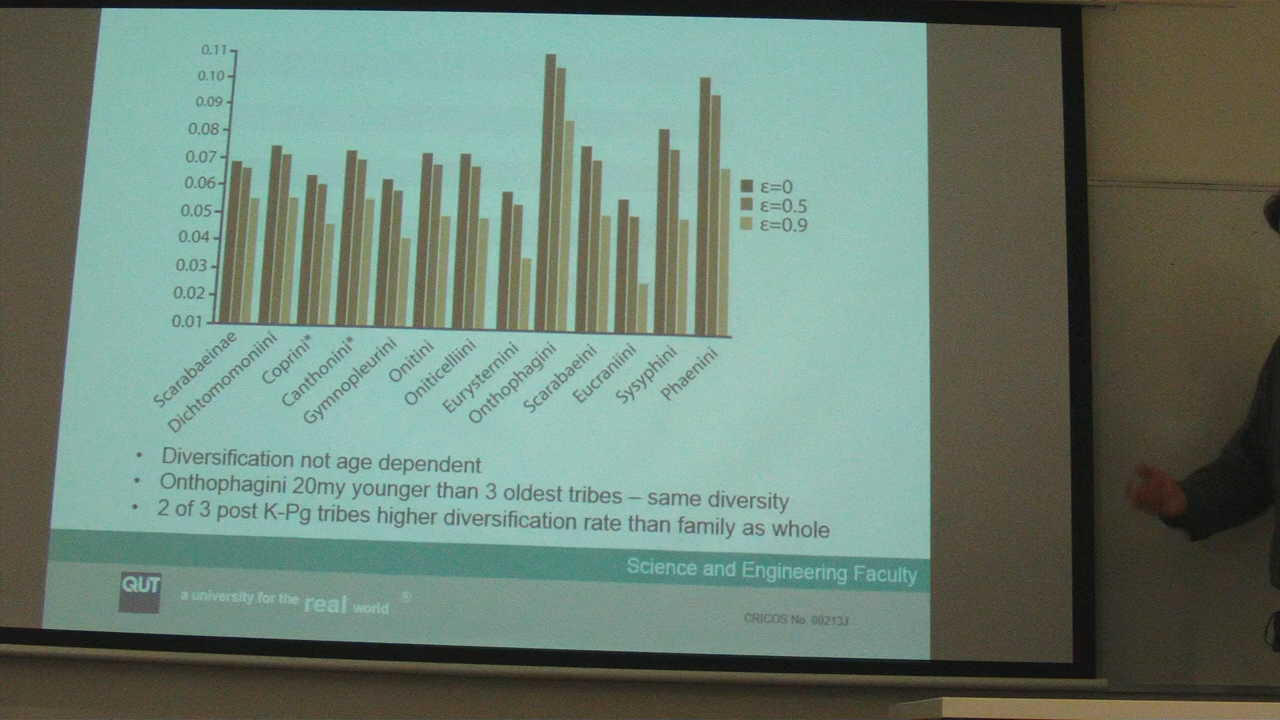 0.11
0.10
0.09
0.08
0.07
0.06
0.05
0.04
0.03
0.02
0.01
ε=0
ε=0.5
ε=0.9
Scarabaeinae
Dichtomomoniini
Coprini*
Canthonini*
Gymnopleurini
Onitini
Oniticelliini
Eurysternini
Onthophagini
Scarabaeini
Eucraniini
Sysyphini
Phaenini
• Diversification not age dependent
• Onthophagini 20my younger than 3 oldest tribes – same diversity
• 2 of 3 post K-Pg tribes higher diversification rate than family as whole
Science and Engineering Faculty
QUT
a university for the real world ®
CRICOS No. 00213J